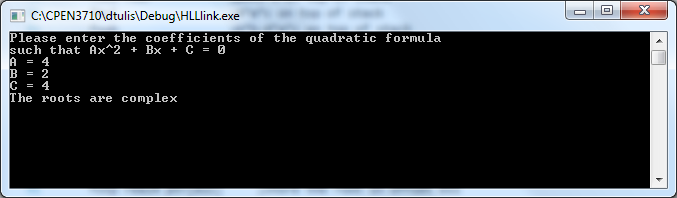 C:\CPEN3710\dtulis\Debug\HLLlink.exe
Please enter the coefficients of the quadratic formula
such that Ax^2 + Bx + C = 0
A = 4
B = 2
C = 4
The roots are complex